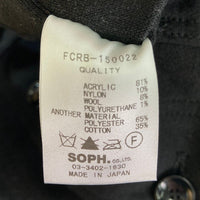 FCRB-150022
QUALITY
ACRYLIC 81%
NYLON 10%
WOOL 8%
POLYURETHANE 1%
ANOTHER MATERIAL
POLYESTER 65%
COTTON 35%
F
SOPH.CO.,LTD.
03-3402-1830
MADE IN JAPAN